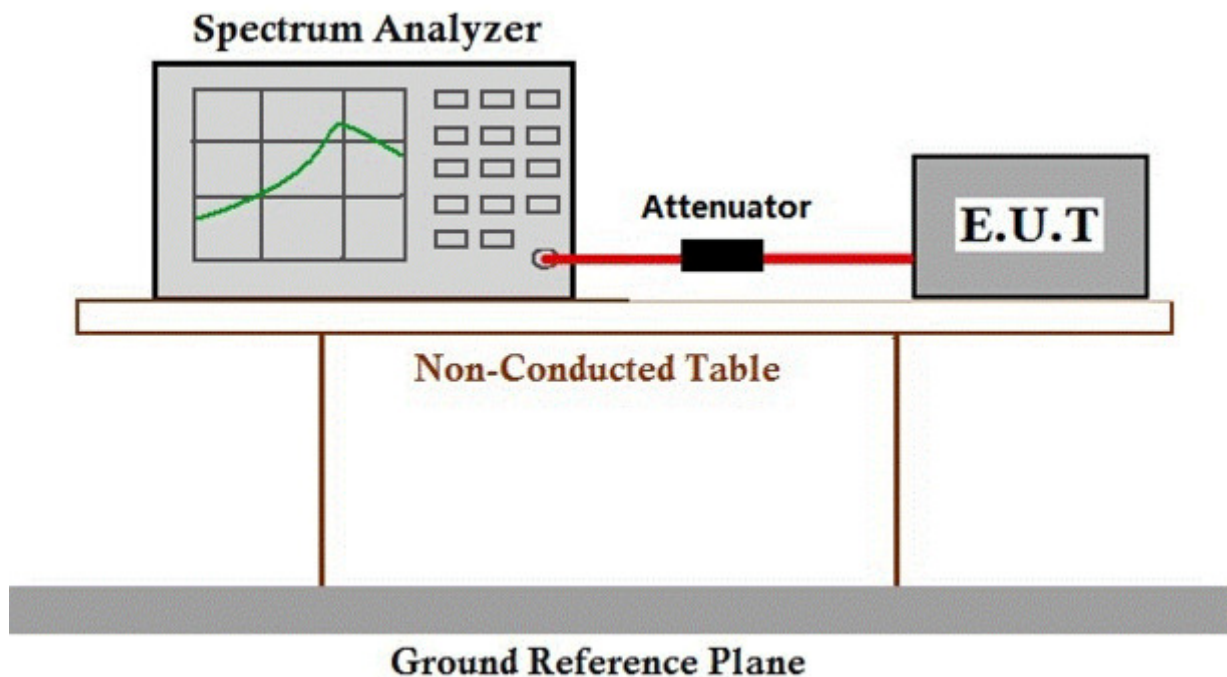 Spectrum Analyzer
Attenuator
E.U.T
Non-Conducted Table
Ground Reference Plane